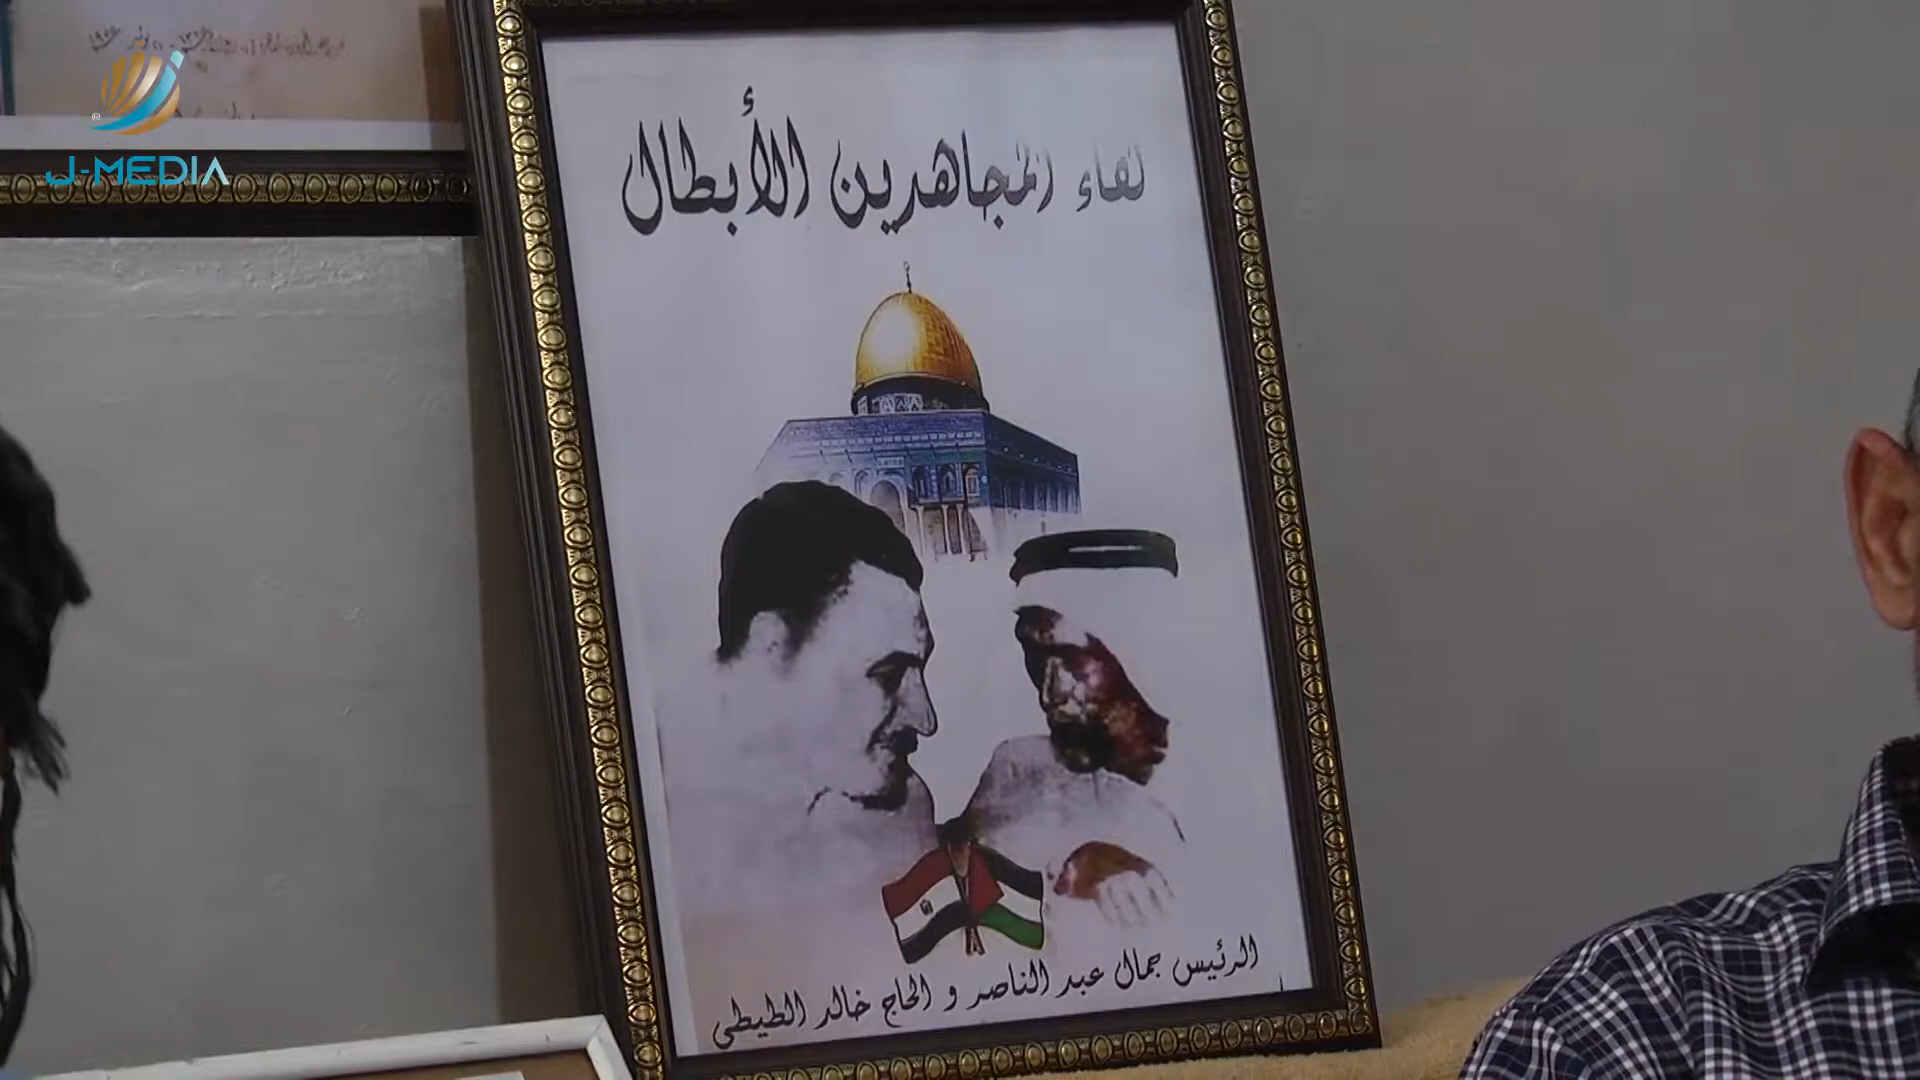 J-MEDIA
لقاء المجاهدين الأبطال
الرئيس جمال عبد الناصر و الحاج خالد الطيطي